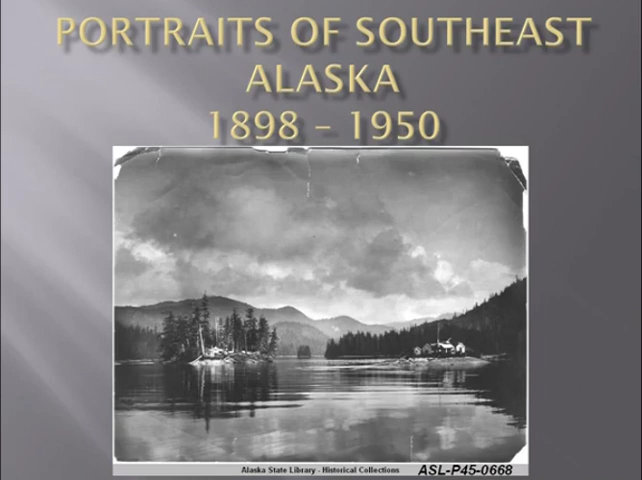 PORTRAITS OF SOUTHEAST
ALASKA
1898 – 1950
Alaska State Library - Historical Collections ASL-P45-0668